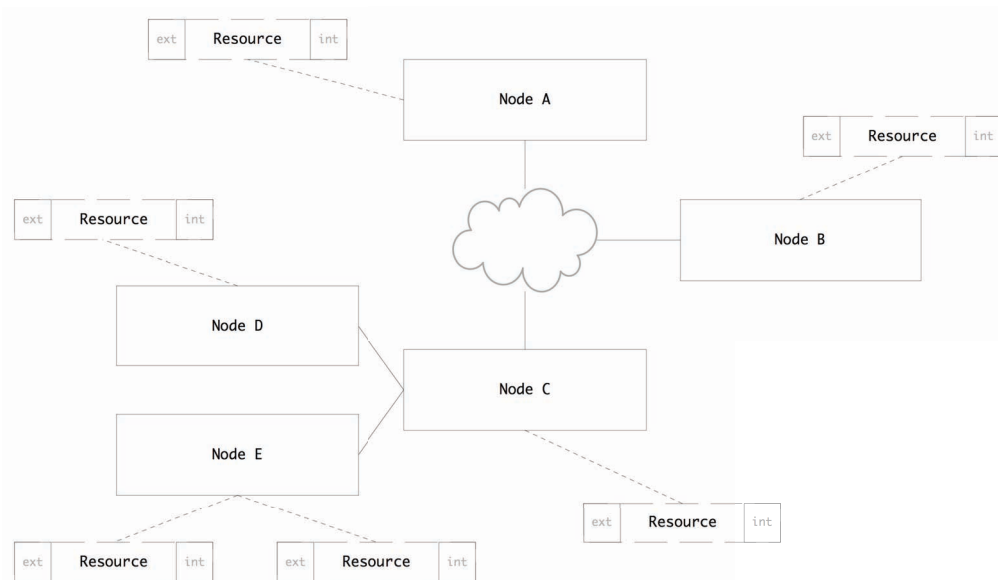 ext Resource int
Node A
ext Resource int
Node B
ext Resource int
Node D
Node C
Node E
ext Resource int
ext Resource int
ext Resource int